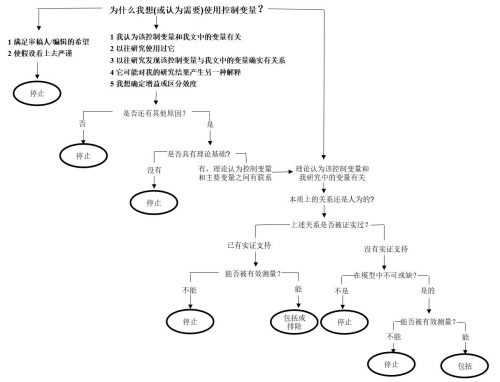 为什么我想(或认为需要)使用控制变量？
1 满足审稿人/编辑的希望
2 使假设看上去严谨
1 我认为该控制变量和我文中的变量有关
2 以往研究使用过它
3 以往研究发现该控制变量与我文中的变量确实有关系
4 它可能对我的研究结果产生另一种解释
5 我想确定增益或区分效度
停止
是否还有其他原因？
否
是
停止
是否具有理论基础?
没有
有，理论认为控制变量
和主要变量之间有联系
理论认为该控制变量和
我研究中的变量有关
停止
本质上的关系还是人为的?
上述关系是否被证实过？
已有实证支持
没有实证支持
能否被有效测量？
在模型中不可或缺？
不能
能
不是
是的
停止
包括或
排除
停止
能否被有效测量？
不能
能
停止
包括